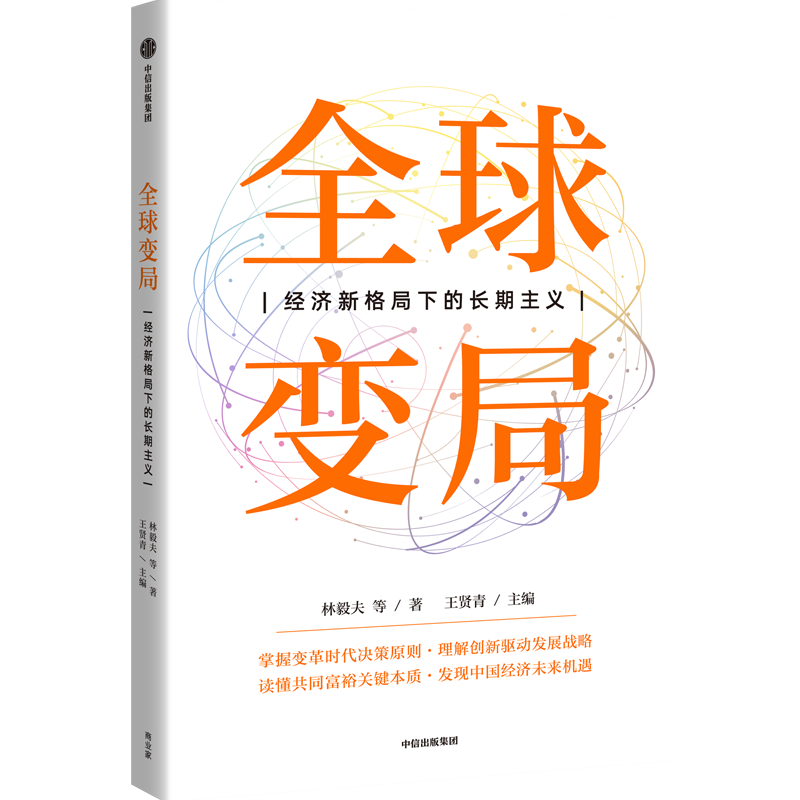 中信出版集团
全球变局
经济新格局下的长期主义
林毅夫 等/著
王贤青/主编
商业家
全球
|经济新格局下的长期主义|
变局
林毅夫 等/著 王贤青/主编
掌握变革时代决策原则·理解创新驱动发展战略
读懂共同富裕关键本质·发现中国经济未来机遇
中信出版集团